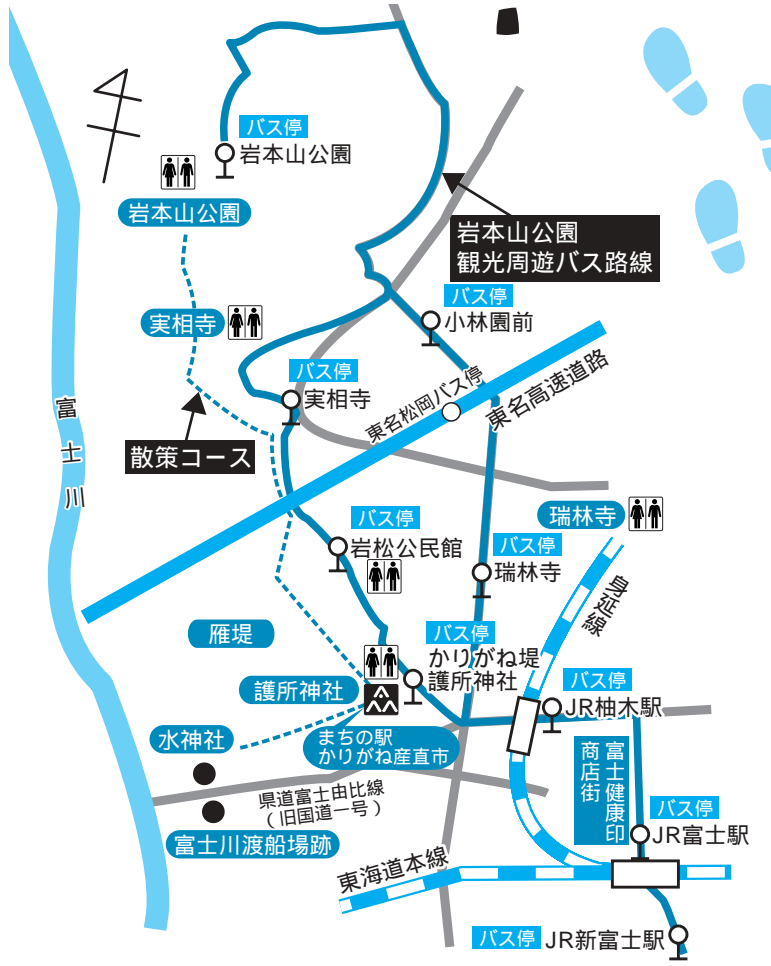 バス停
岩本山公園
岩本山公園
岩本山公園
観光周遊バス路線
バス停
小林園前
実相寺
バス停
実相寺
東名松岡バス停
東名高速道路
富士川
散策コース
バス停
岩松公民館
瑞林寺
バス停
瑞林寺
身延線
雁堤
バス停
かりがね堤
護所神社
護所神社
バス停
JR柚木駅
水神社
まちの駅
かりがね産直市
富士健康印
商店街
県道富士由比線
(旧国道一号)
バス停
JR富士駅
富士川渡船場跡
東海道本線
バス停
JR新富士駅